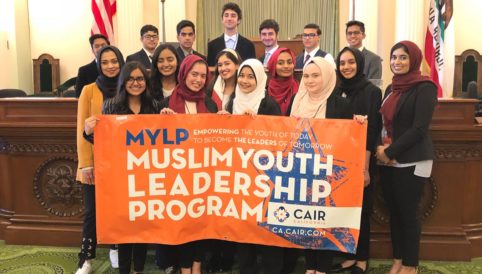 MYLP EMPOWERING THE YOUTH OF TODAY
TO BECOME THE LEADERS OF TOMORROW
MUSLIM YOUTH
LEADERSHIP
PROGRAM
CAIR
CALIFORNIA
CA.CAIR.COM